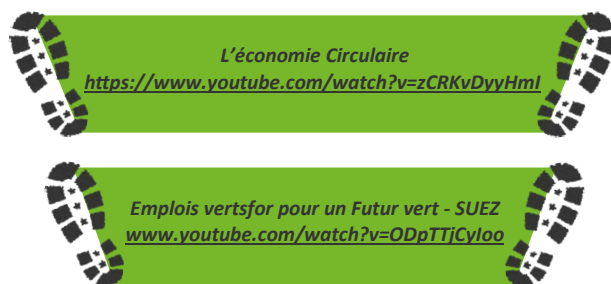 L'économie Circulaire
https://www.youtube.com/watch?v=zCRKvDyyHmI
Emplois vertsfor pour un Futur vert - SUEZ
www.youtube.com/watch?v=ODpTTjCyIoo